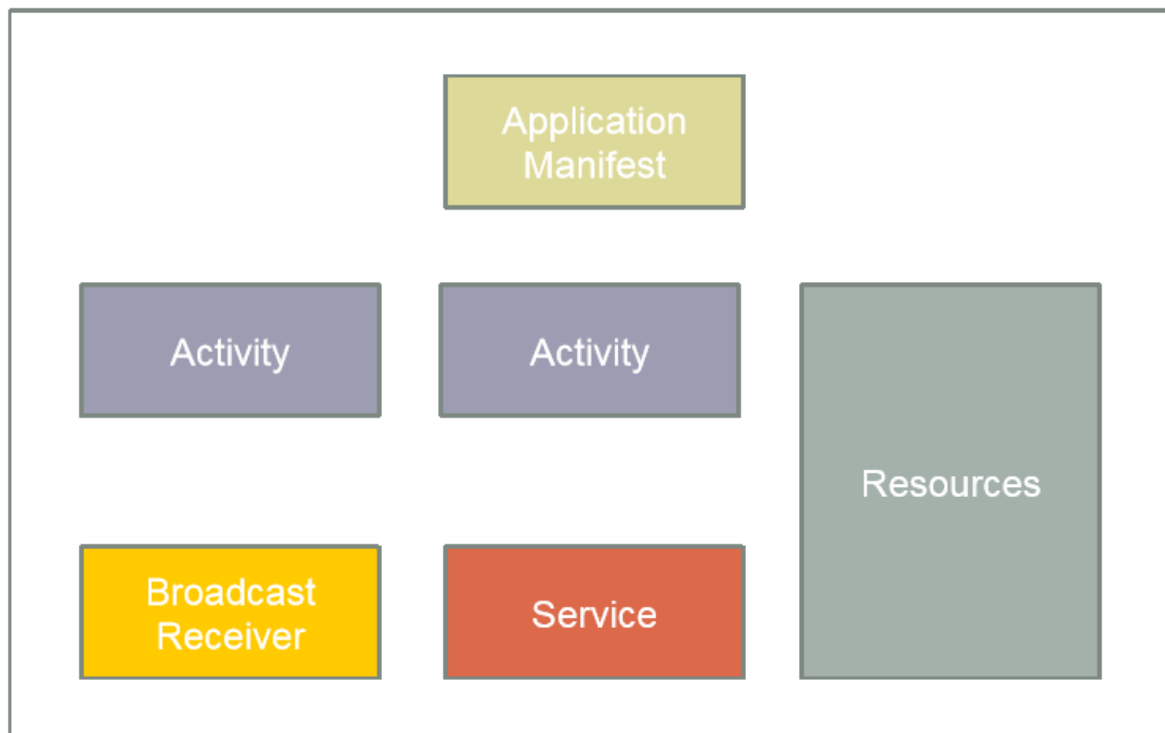 Application
Manifest
Activity
Activity
Resources
Broadcast
Receiver
Service